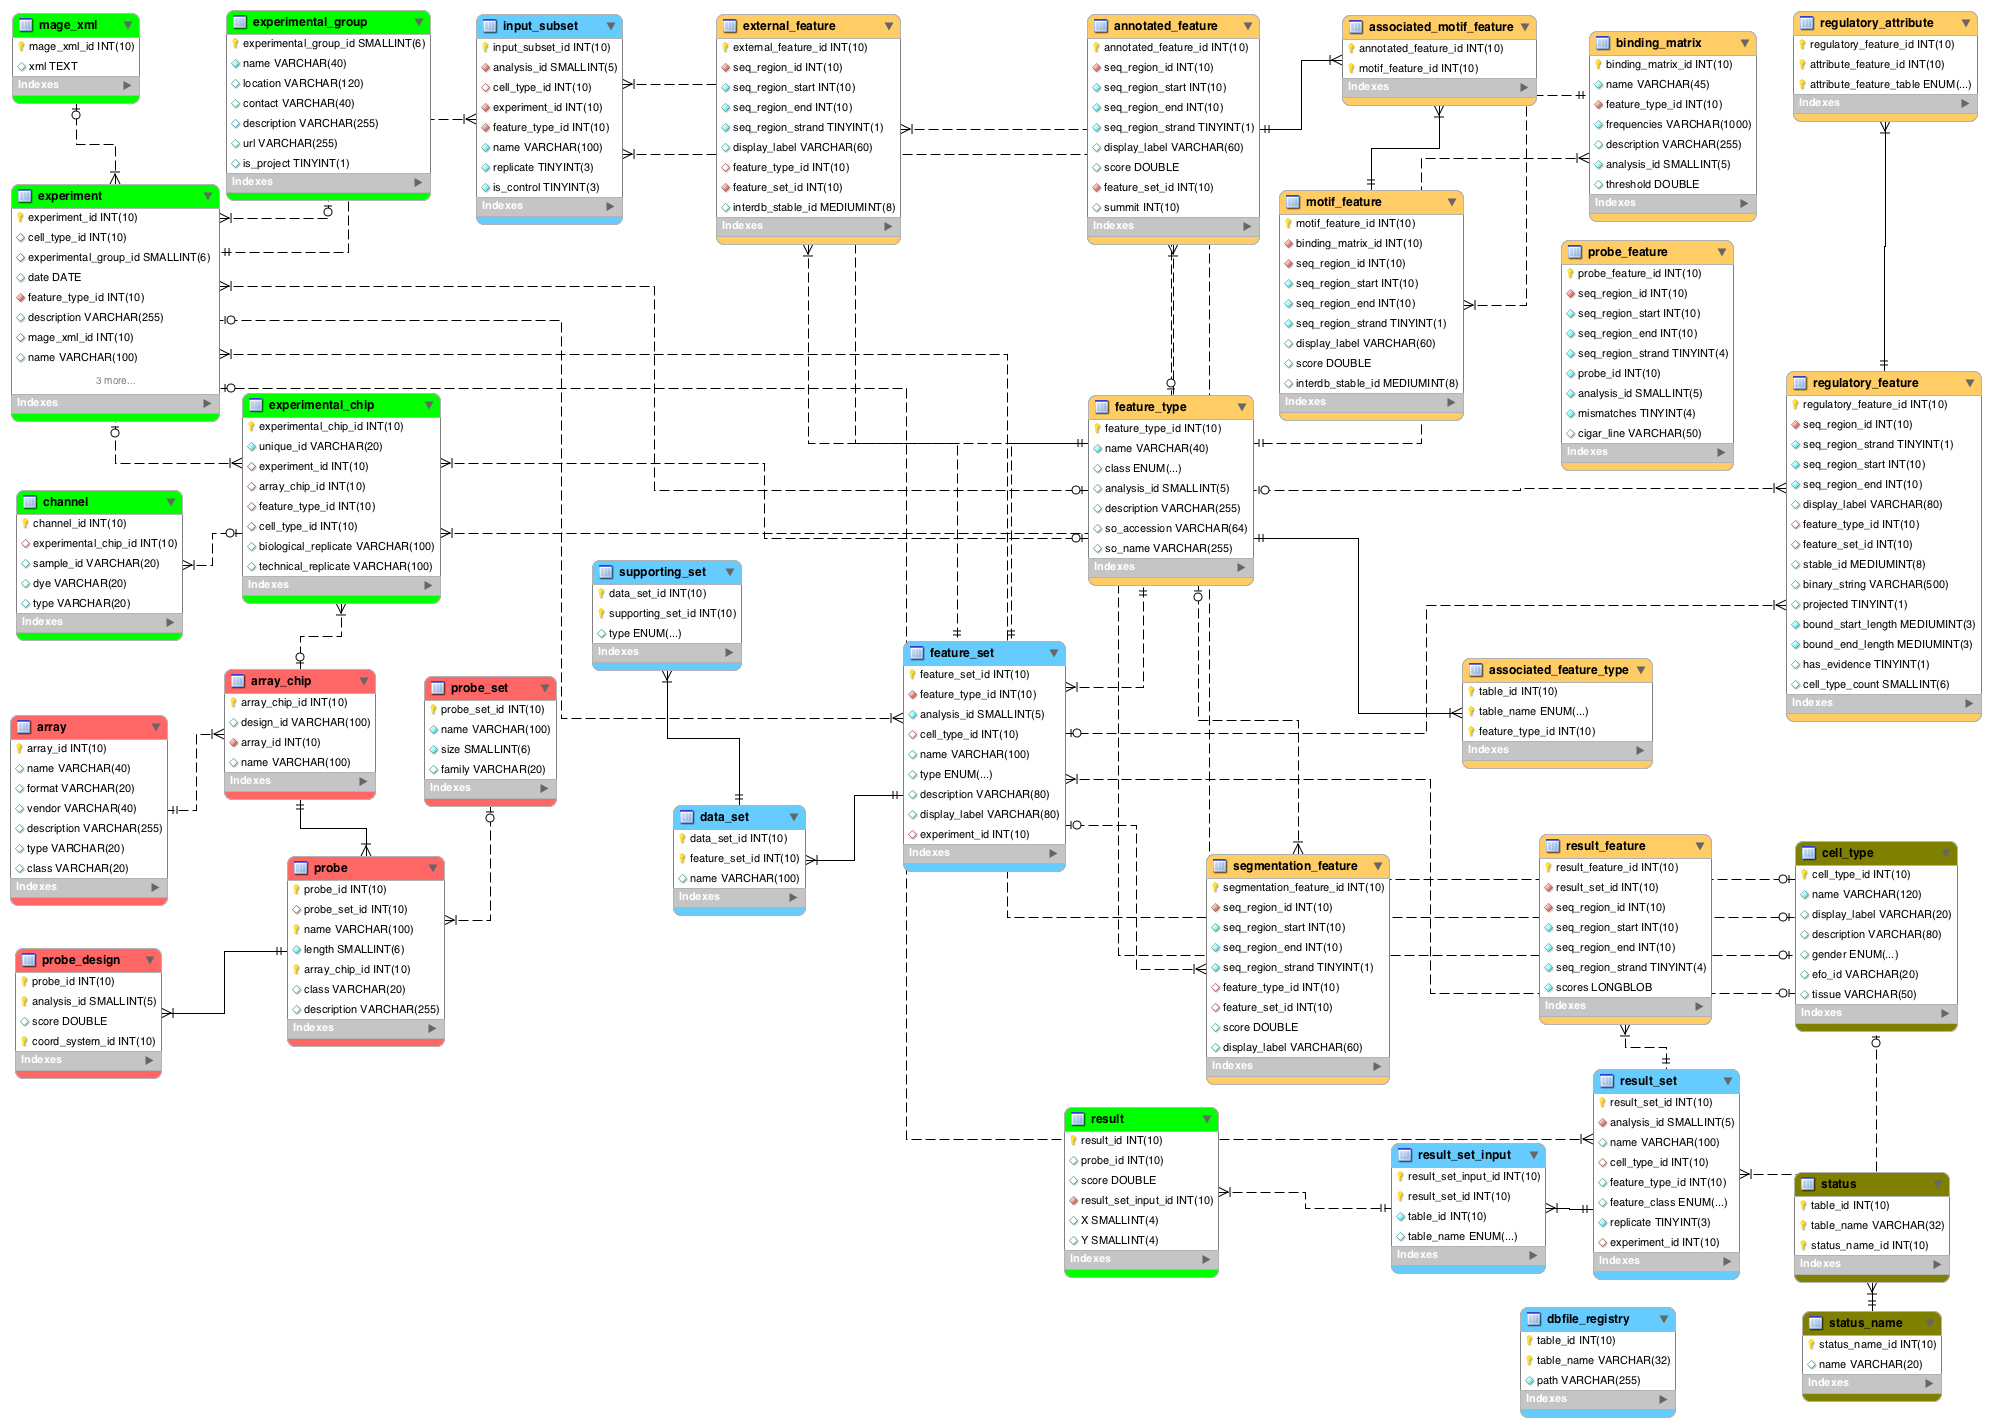 mage_xml
mage_xml_id INT(10)
xml TEXT
Indexes
experimental_group
experimental_group_id SMALLINT(6)
name VARCHAR(40)
location VARCHAR(120)
contact VARCHAR(40)
description VARCHAR(255)
url VARCHAR(255)
is_project TINYINT(1)
Indexes
input_subset
input_subset_id INT(10)
analysis_id SMALLINT(5)
cell_type_id INT(10)
experiment_id INT(10)
feature_type_id INT(10)
name VARCHAR(100)
replicate TINYINT(3)
is_control TINYINT(3)
Indexes
external_feature
external_feature_id INT(10)
seq_region_id INT(10)
seq_region_start INT(10)
seq_region_end INT(10)
seq_region_strand TINYINT(1)
display_label VARCHAR(60)
feature_type_id INT(10)
feature_set_id INT(10)
interdb_stable_id MEDIUMINT(8)
Indexes
annotated_feature
annotated_feature_id INT(10)
seq_region_id INT(10)
seq_region_start INT(10)
seq_region_end INT(10)
seq_region_strand TINYINT(1)
display_label VARCHAR(60)
score DOUBLE
feature_set_id INT(10)
summit INT(10)
Indexes
associated_motif_feature
annotated_feature_id INT(10)
motif_feature_id INT(10)
Indexes
binding_matrix
binding_matrix_id INT(10)
name VARCHAR(45)
feature_type_id INT(10)
frequencies VARCHAR(1000)
description VARCHAR(255)
analysis_id SMALLINT(5)
threshold DOUBLE
Indexes
regulatory_attribute
regulatory_feature_id INT(10)
attribute_feature_id INT(10)
attribute_feature_table ENUM(...)
Indexes
experiment
experiment_id INT(10)
cell_type_id INT(10)
experimental_group_id SMALLINT(6)
date DATE
feature_type_id INT(10)
description VARCHAR(255)
mage_xml_id INT(10)
name VARCHAR(100)
3 more...
Indexes
motif_feature
motif_feature_id INT(10)
binding_matrix_id INT(10)
seq_region_id INT(10)
seq_region_start INT(10)
seq_region_end INT(10)
seq_region_strand TINYINT(1)
display_label VARCHAR(60)
score DOUBLE
interdb_stable_id MEDIUMINT(8)
Indexes
probe_feature
probe_feature_id INT(10)
seq_region_id INT(10)
seq_region_start INT(10)
seq_region_end INT(10)
seq_region_strand TINYINT(4)
probe_id INT(10)
analysis_id SMALLINT(5)
mismatches TINYINT(4)
cigar_line VARCHAR(50)
Indexes
regulatory_feature
regulatory_feature_id INT(10)
seq_region_id INT(10)
seq_region_strand TINYINT(1)
seq_region_start INT(10)
seq_region_end INT(10)
display_label VARCHAR(80)
feature_type_id INT(10)
feature_set_id INT(10)
stable_id MEDIUMINT(8)
binary_string VARCHAR(500)
projected TINYINT(1)
bound_start_length MEDIUMINT(3)
bound_end_length MEDIUMINT(3)
has_evidence TINYINT(1)
cell_type_count SMALLINT(6)
Indexes
experimental_chip
experimental_chip_id INT(10)
unique_id VARCHAR(20)
experiment_id INT(10)
array_chip_id INT(10)
feature_type_id INT(10)
cell_type_id INT(10)
biological_replicate VARCHAR(100)
technical_replicate VARCHAR(100)
Indexes
feature_type
feature_type_id INT(10)
name VARCHAR(40)
class ENUM(...)
analysis_id SMALLINT(5)
description VARCHAR(255)
so_accession VARCHAR(64)
so_name VARCHAR(255)
Indexes
channel
channel_id INT(10)
experimental_chip_id INT(10)
sample_id VARCHAR(20)
dye VARCHAR(20)
type VARCHAR(20)
Indexes
supporting_set
data_set_id INT(10)
supporting_set_id INT(10)
type ENUM(...)
Indexes
feature_set
feature_set_id INT(10)
feature_type_id INT(10)
analysis_id SMALLINT(5)
cell_type_id INT(10)
name VARCHAR(100)
type ENUM(...)
description VARCHAR(80)
display_label VARCHAR(80)
experiment_id INT(10)
Indexes
associated_feature_type
table_id INT(10)
table_name ENUM(...)
feature_type_id INT(10)
Indexes
array_chip
array_chip_id INT(10)
design_id VARCHAR(100)
array_id INT(10)
name VARCHAR(100)
Indexes
probe_set
probe_set_id INT(10)
name VARCHAR(100)
size SMALLINT(6)
family VARCHAR(20)
Indexes
array
array_id INT(10)
name VARCHAR(40)
format VARCHAR(20)
vendor VARCHAR(40)
description VARCHAR(255)
type VARCHAR(20)
class VARCHAR(20)
Indexes
data_set
data_set_id INT(10)
feature_set_id INT(10)
name VARCHAR(100)
Indexes
probe
probe_id INT(10)
probe_set_id INT(10)
name VARCHAR(100)
length SMALLINT(6)
array_chip_id INT(10)
class VARCHAR(20)
description VARCHAR(255)
Indexes
segmentation_feature
segmentation_feature_id INT(10)
seq_region_id INT(10)
seq_region_start INT(10)
seq_region_end INT(10)
seq_region_strand TINYINT(1)
feature_type_id INT(10)
feature_set_id INT(10)
score DOUBLE
display_label VARCHAR(60)
Indexes
result_feature
result_feature_id INT(10)
result_set_id INT(10)
seq_region_id INT(10)
seq_region_start INT(10)
seq_region_end INT(10)
seq_region_strand TINYINT(4)
scores LONGBLOB
Indexes
cell_type
cell_type_id INT(10)
name VARCHAR(120)
display_label VARCHAR(20)
description VARCHAR(80)
gender ENUM(...)
efo_id VARCHAR(20)
tissue VARCHAR(50)
Indexes
probe_design
probe_id INT(10)
analysis_id SMALLINT(5)
score DOUBLE
coord_system_id INT(10)
Indexes
result
result_id INT(10)
probe_id INT(10)
score DOUBLE
result_set_input_id INT(10)
X SMALLINT(4)
Y SMALLINT(4)
Indexes
result_set_input
result_set_input_id INT(10)
result_set_id INT(10)
table_id INT(10)
table_name ENUM(...)
Indexes
result_set
result_set_id INT(10)
analysis_id SMALLINT(5)
name VARCHAR(100)
cell_type_id INT(10)
feature_type_id INT(10)
feature_class ENUM(...)
replicate TINYINT(3)
experiment_id INT(10)
Indexes
status
table_id INT(10)
table_name VARCHAR(32)
status_name_id INT(10)
Indexes
dbfile_registry
table_id INT(10)
table_name VARCHAR(32)
path VARCHAR(255)
Indexes
status_name
status_name_id INT(10)
name VARCHAR(20)
Indexes